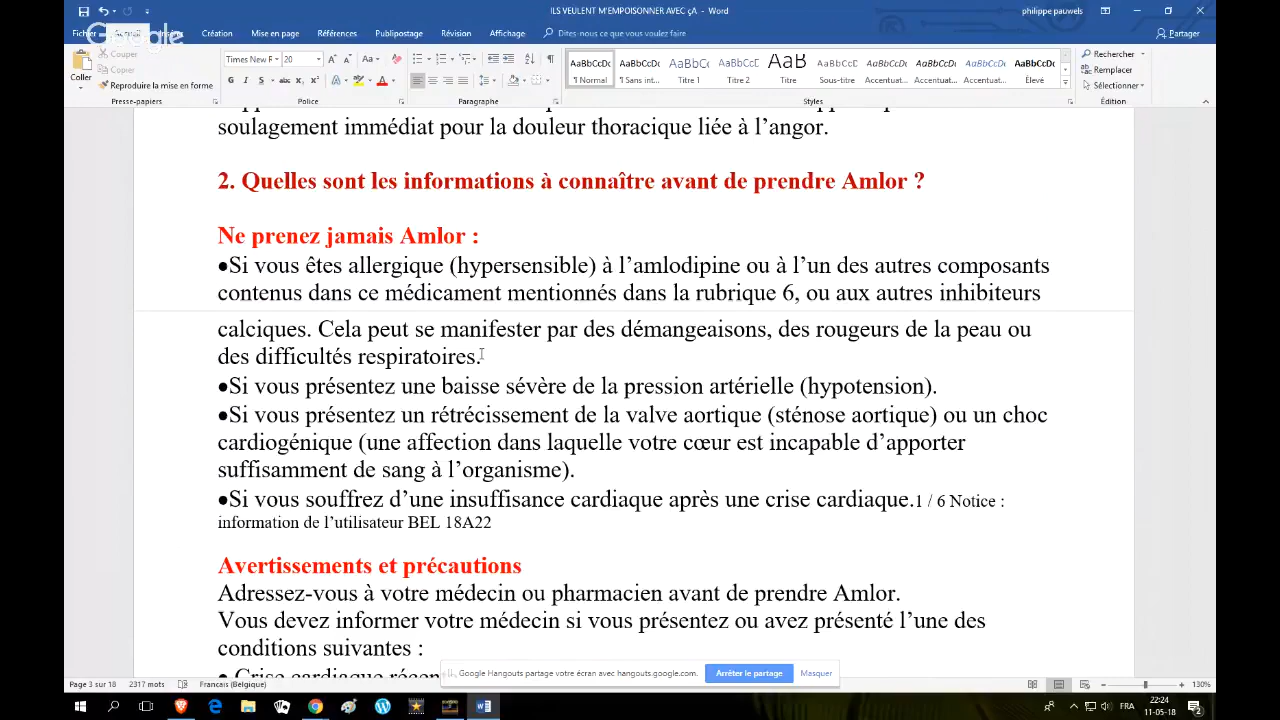 ILS VEULENT M'EMPOISONNER AVEC çA. - Word
philippe pauwels
Fichier
Création Mise en page Références Publipostage Révision Affichage Dites-nous ce que vous voulez faire Partager
Google
Coller
Couper
Copier
Reproduire la mise en forme
Times New R 20
AaBbCcDc AaBbCcDc AaBbCc AaBbCcC AaB AaBbCcD AaBbCcDc AaBbCcDc AaBbCcDc AaBbCcDc
¶ Normal ¶ Sans int... Titre 1 Titre 2 Titre Sous-titre Accentuat... Accentuat... Accentuat... Élevé
Rechercher
Remplacer
Sélectionner
Presse-papiers Police Paragraphe Styles Édition
soulagement immédiat pour la douleur thoracique liée à l’angor.
2. Quelles sont les informations à connaître avant de prendre Amlor ?
Ne prenez jamais Amlor :
●Si vous êtes allergique (hypersensible) à l’amlodipine ou à l’un des autres composants
contenus dans ce médicament mentionnés dans la rubrique 6, ou aux autres inhibiteurs
calciques. Cela peut se manifester par des démangeaisons, des rougeurs de la peau ou
des difficultés respiratoires.
●Si vous présentez une baisse sévère de la pression artérielle (hypotension).
●Si vous présentez un rétrécissement de la valve aortique (sténose aortique) ou un choc
cardiogénique (une affection dans laquelle votre cœur est incapable d’apporter
suffisamment de sang à l’organisme).
●Si vous souffrez d’une insuffisance cardiaque après une crise cardiaque.1 / 6 Notice :
information de l’utilisateur BEL 18A22
Avertissements et précautions
Adressez-vous à votre médecin ou pharmacien avant de prendre Amlor.
Vous devez informer votre médecin si vous présentez ou avez présenté l’une des
conditions suivantes :
• Crise cardiaque
Google Hangouts partage votre écran avec hangouts.google.com. Arrêter le partage Masquer
Page 3 sur 18 2317 mots Français (Belgique) 130%
FRA 22:24
11-05-18